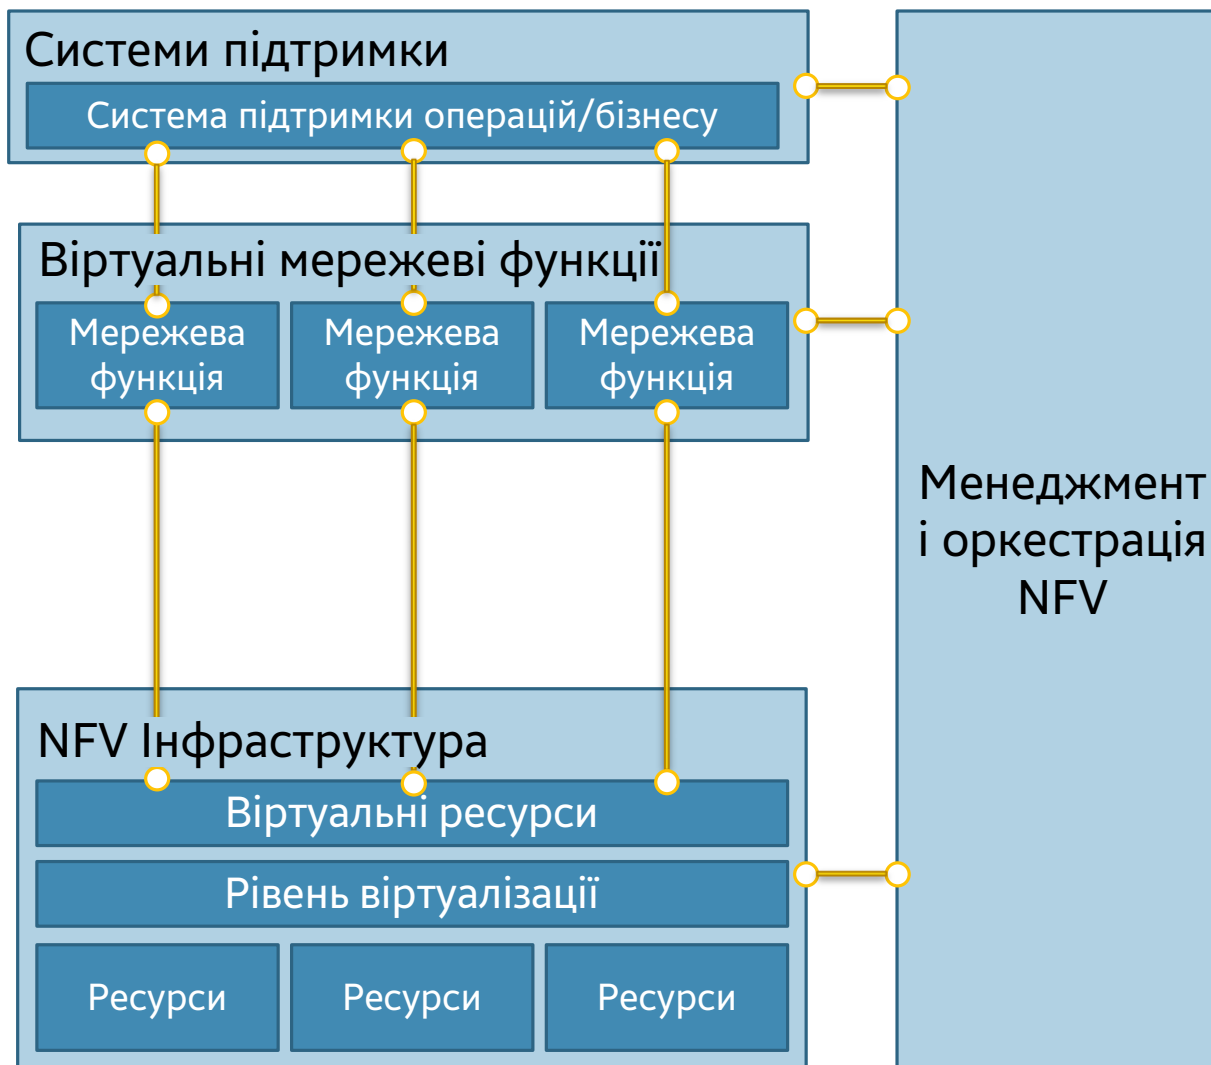 Системи підтримки
Система підтримки операцій/бізнесу
Віртуальні мережеві функції
Мережева
функція
Мережева
функція
Мережева
функція
Менеджмент
і оркестрація
NFV
NFV Інфраструктура
Віртуальні ресурси
Рівень віртуалізації
Ресурси
Ресурси
Ресурси